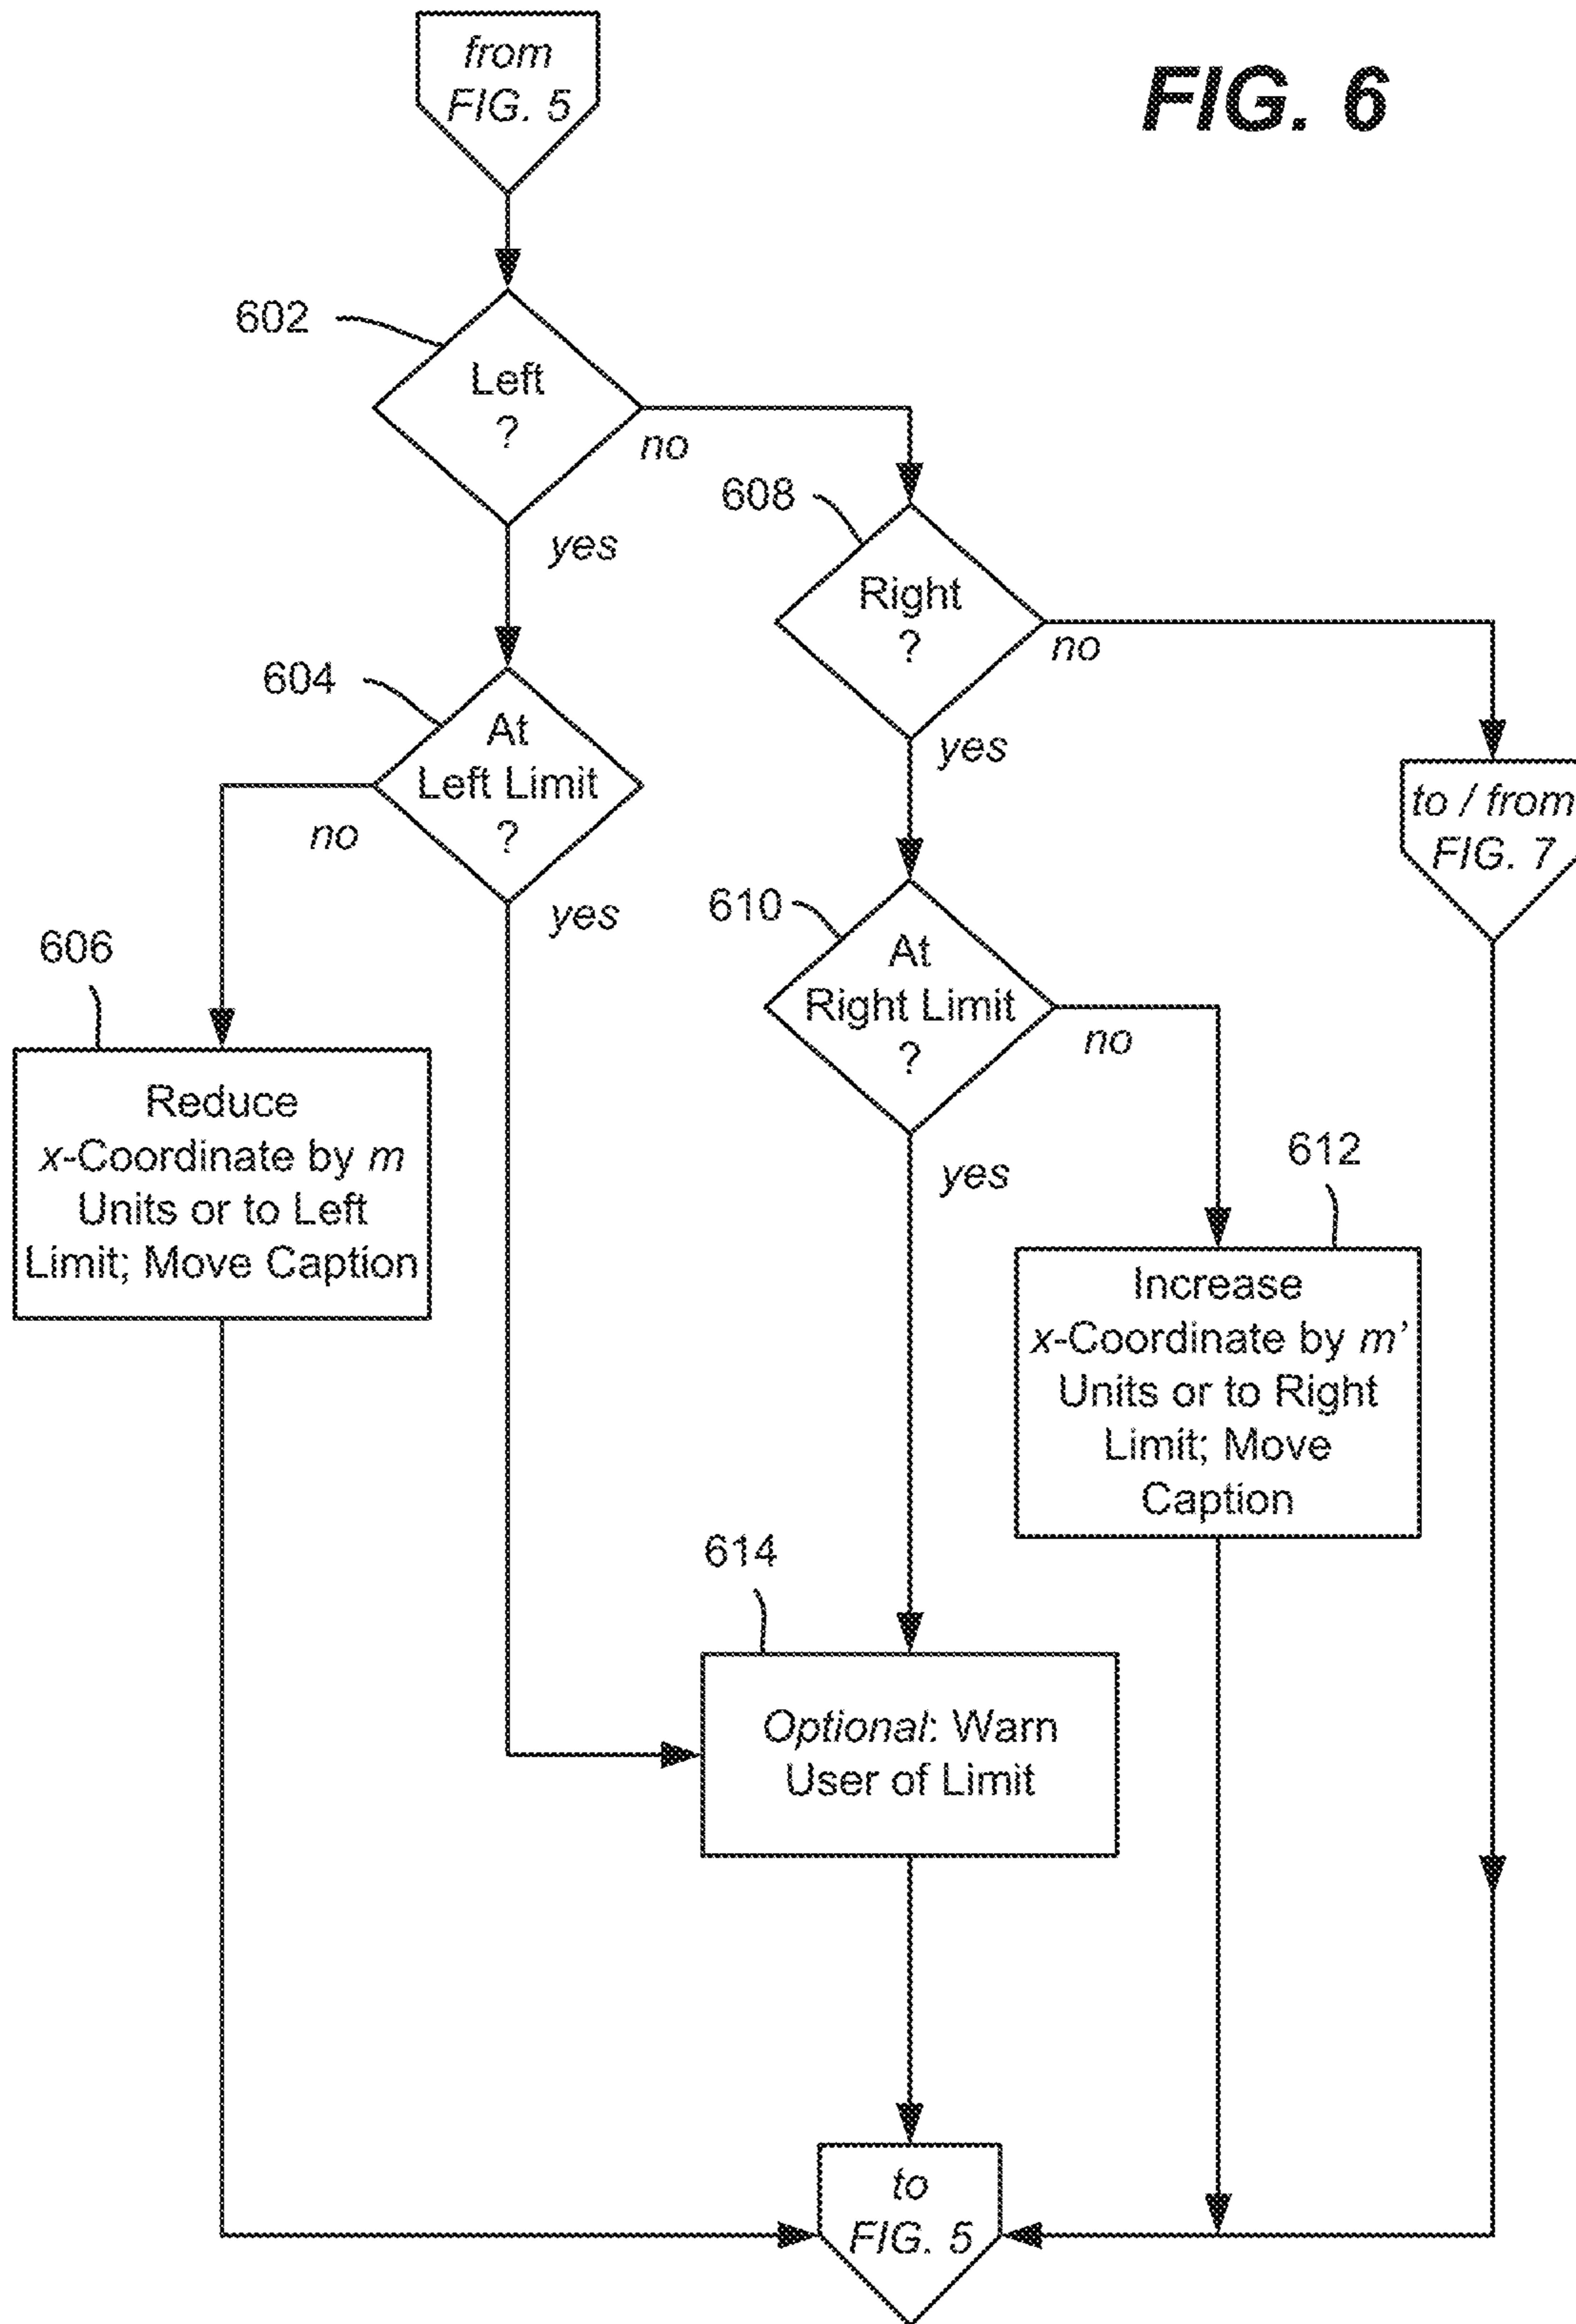 from
FIG. 5
FIG. 6
602
Left
?
no
yes
608
Right
?
no
yes
604
At
Left Limit
?
no
yes
to / from
FIG. 7
610
At
Right Limit
?
no
yes
606
Reduce
x-Coordinate by m
Units or to Left
Limit; Move Caption
612
Increase
x-Coordinate by m’
Units or to Right
Limit; Move
Caption
614
Optional: Warn
User of Limit
to
FIG. 5